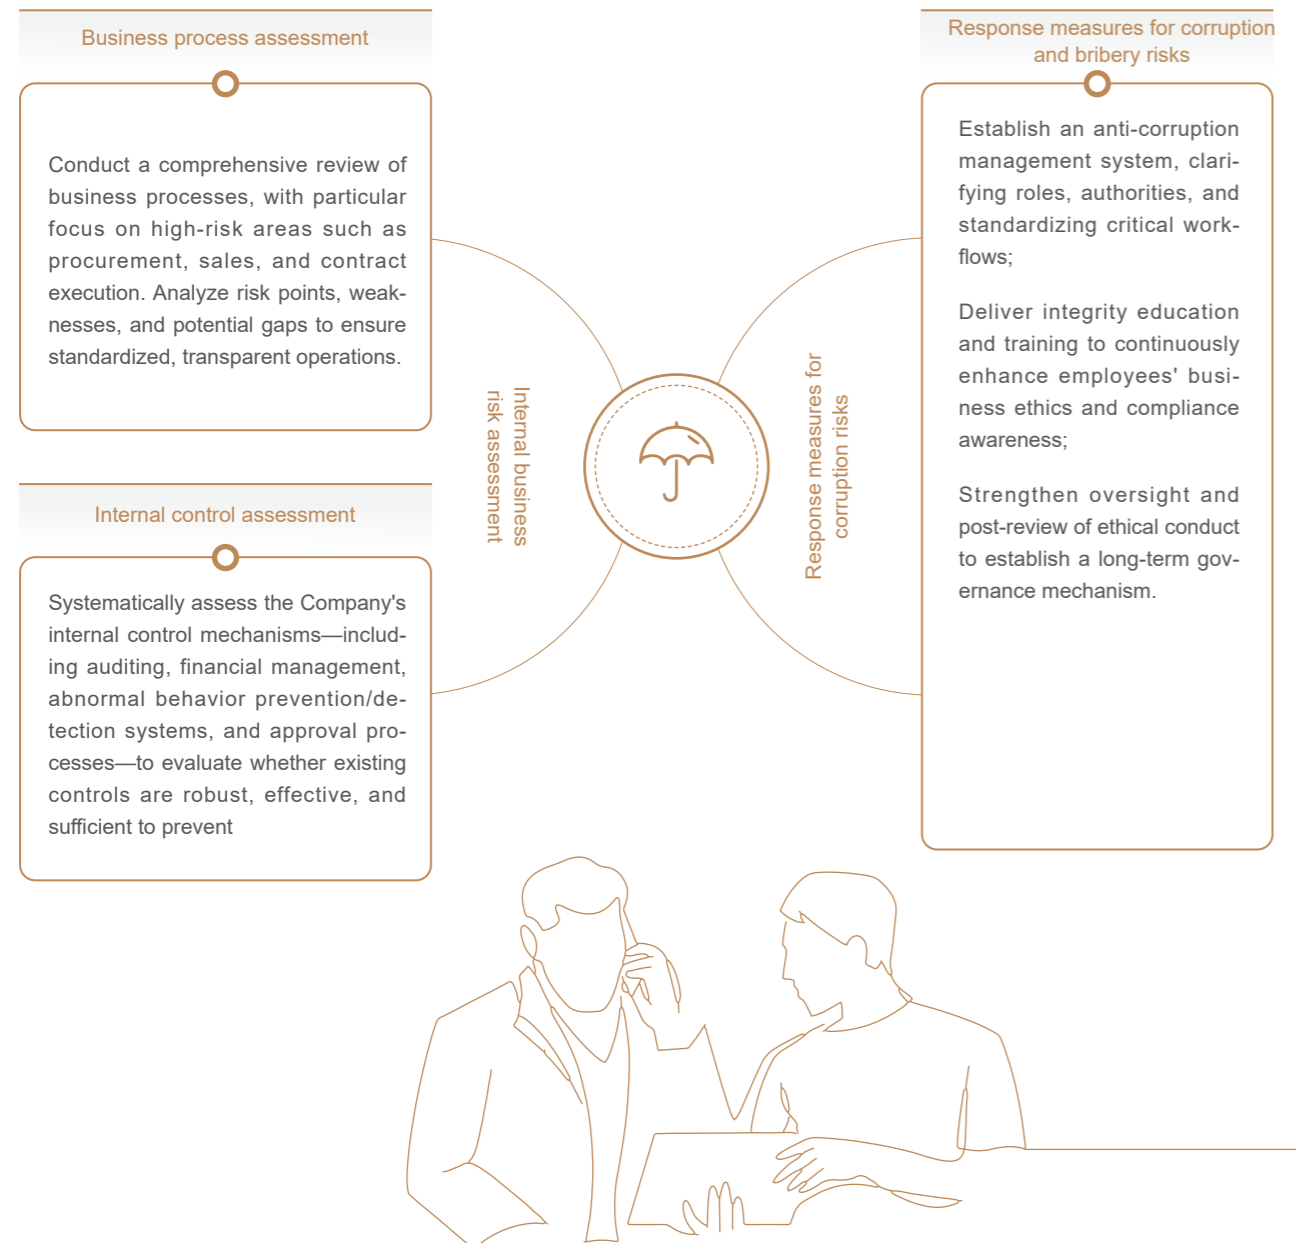 Business process assessment
Conduct a comprehensive review of
business processes, with particular
focus on high-risk areas such as
procurement, sales, and contract
execution. Analyze risk points, weak-
nesses, and potential gaps to ensure
standardized, transparent operations.
Internal control assessment
Systematically assess the Company's
internal control mechanisms—includ-
ing auditing, financial management,
abnormal behavior prevention/de-
tection systems, and approval pro-
cesses—to evaluate whether existing
controls are robust, effective, and
sufficient to prevent
Internal business
risk assessment
Response measures for
corruption risks
Response measures for corruption
and bribery risks
Establish an anti-corruption
management system, clari-
fying roles, authorities, and
standardizing critical work-
flows;
Deliver integrity education
and training to continuously
enhance employees' busi-
ness ethics and compliance
awareness;
Strengthen oversight and
post-review of ethical conduct
to establish a long-term gov-
ernance mechanism.